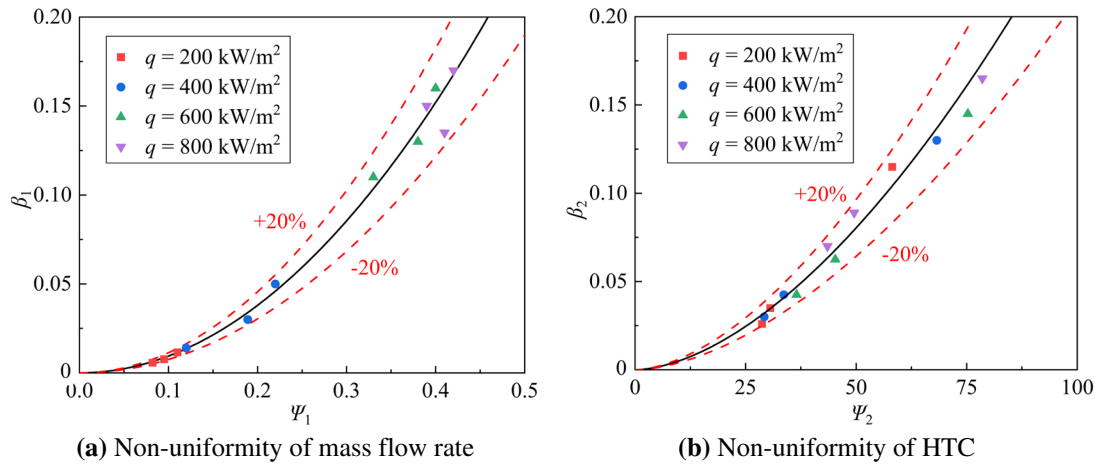 0.20
0.15
0.10
0.05
0
β₁
q = 200 kW/m²
q = 400 kW/m²
q = 600 kW/m²
q = 800 kW/m²
+20%
-20%
0.0 0.1 0.2 0.3 0.4 0.5
Ψ₁
(a) Non-uniformity of mass flow rate
0.20
0.15
0.10
0.05
0.00
β₂
q = 200 kW/m²
q = 400 kW/m²
q = 600 kW/m²
q = 800 kW/m²
+20%
-20%
0 25 50 75 100
Ψ₂
(b) Non-uniformity of HTC